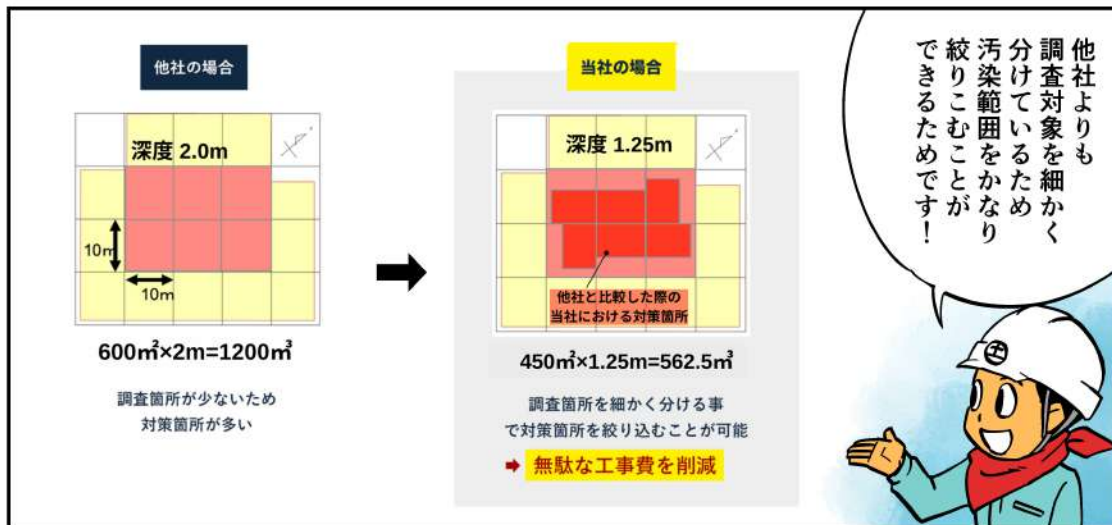 他社の場合
深度 2.0m
10m
10m
600㎡×2m=1200㎥
調査箇所が少ないため
対策箇所が多い
当社の場合
深度 1.25m
他社と比較した際の
当社における対策箇所
450㎡×1.25m=562.5㎥
調査箇所を細かく分ける事
で対策箇所を絞り込むことが可能
➡ 無駄な工事費を削減
他社よりも
調査対象を細かく
分けているため
汚染範囲をかなり
絞りこむことが
できるためです！
土